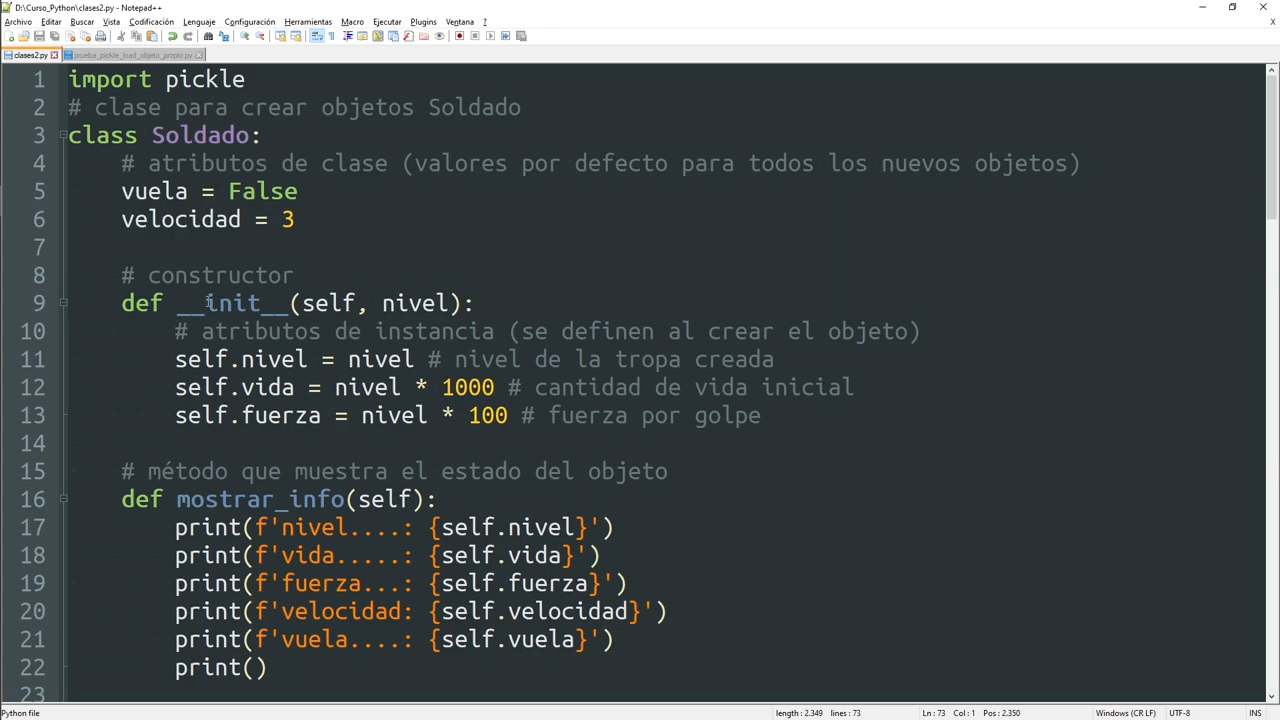 D:\Curso_Python\clases2.py - Notepad++
Archivo Editar Buscar Vista Codificación Lenguaje Configuración Herramientas Macro Ejecutar Plugins Ventana ?
clases2.py prueba_pickle_load_objeto_propio.py
1 import pickle
2 # clase para crear objetos Soldado
3 class Soldado:
4 # atributos de clase (valores por defecto para todos los nuevos objetos)
5 vuela = False
6 velocidad = 3
7
8 # constructor
9 def __init__(self, nivel):
10 # atributos de instancia (se definen al crear el objeto)
11 self.nivel = nivel # nivel de la tropa creada
12 self.vida = nivel * 1000 # cantidad de vida inicial
13 self.fuerza = nivel * 100 # fuerza por golpe
14
15 # método que muestra el estado del objeto
16 def mostrar_info(self):
17 print(f'nivel....: {self.nivel}')
18 print(f'vida.....: {self.vida}')
19 print(f'fuerza...: {self.fuerza}')
20 print(f'velocidad: {self.velocidad}')
21 print(f'vuela....: {self.vuela}')
22 print()
23
Python file length : 2.349 lines : 73 Ln : 73 Col : 1 Pos : 2.350 Windows (CR LF) UTF-8 INS